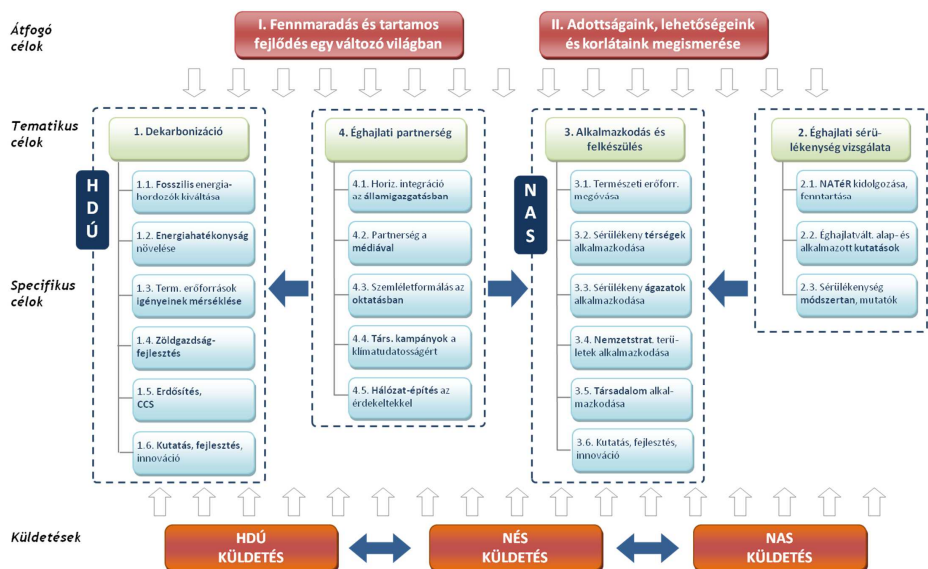 Átfogó
célok
I. Fennmaradás és tartamos
fejlődés egy változó világban
II. Adottságaink, lehetőségeink
és korlátaink megismerése
Tematikus
célok
1. Dekarbonizáció
4. Éghajlati partnerség
3. Alkalmazkodás és
felkészülés
2. Éghajlati sérü-
lékenység vizsgálata
Specifikus
célok
H
D
Ú
1.1. Fosszilis energia-
hordozók kiváltása
1.2. Energiahatékonyság
növelése
1.3. Term. erőforrások
igényeinek mérséklése
1.4. Zöldgazdság-
fejlesztés
1.5. Erdősítés,
CCS
1.6. Kutatás, fejlesztés,
innováció
4.1. Horiz. integráció
az államigazgatásban
4.2. Partnerség a
médiával
4.3. Szemléletformálás az
oktatásban
4.4. Társ. kampányok a
klímatudatosságért
4.5. Hálózat-építés az
érdekeltekkel
N
A
S
3.1. Természeti erőforr.
megóvása
3.2. Sérülékeny térségek
alkalmazkodása
3.3. Sérülékeny ágazatok
alkalmazkodása
3.4. Nemzetstrat. terü-
letek alkalmazkodása
3.5. Társadalom alkal-
mazkodása
3.6. Kutatás, fejlesztés,
innováció
2.1. NATéR kidolgozása,
fenntartása
2.2. Éghajlatvált. alap- és
alkalmazott kutatások
2.3. Sérülékenység
módszertan, mutatók
Küldetések
HDÚ
KÜLDETÉS
NÉS
KÜLDETÉS
NAS
KÜLDETÉS